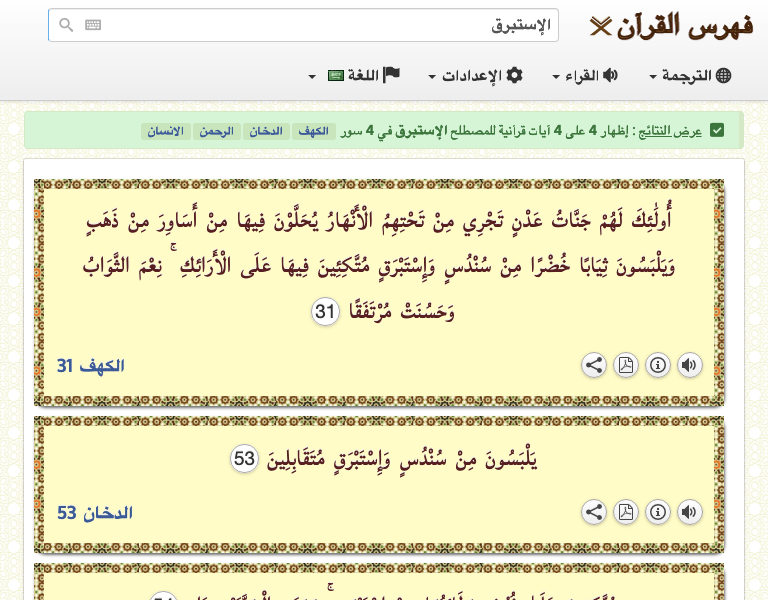 فهرس القرآن
الإستبرق
الترجمة القراء الإعدادات اللغة
عرض النتائج : إظهار 4 على 4 آيات قرآنية للمصطلح الإستبرق في 4 سور الكهف الدخان الرحمن الانسان
أُولَٰئِكَ لَهُمْ جَنَّاتُ عَدْنٍ تَجْرِي مِنْ تَحْتِهِمُ الْأَنْهَارُ يُحَلَّوْنَ فِيهَا مِنْ أَسَاوِرَ مِنْ ذَهَبٍ
وَيَلْبَسُونَ ثِيَابًا خُضْرًا مِنْ سُنْدُسٍ وَإِسْتَبْرَقٍ مُتَّكِئِينَ فِيهَا عَلَى الْأَرَائِكِ ۚ نِعْمَ الثَّوَابُ
وَحَسُنَتْ مُرْتَفَقًا 31
الكهف 31
يَلْبَسُونَ مِنْ سُنْدُسٍ وَإِسْتَبْرَقٍ مُتَقَابِلِينَ 53
الدخان 53